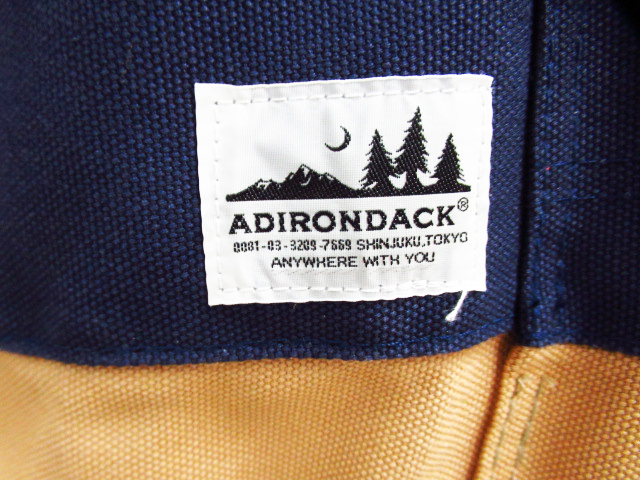 ADIRONDACK®
0081-03-3209-7669 SHINJUKU,TOKYO
ANYWHERE WITH YOU